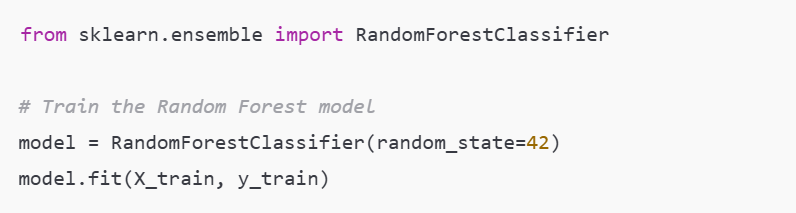 from sklearn.ensemble import RandomForestClassifier
# Train the Random Forest model
model = RandomForestClassifier(random_state=42)
model.fit(X_train, y_train)